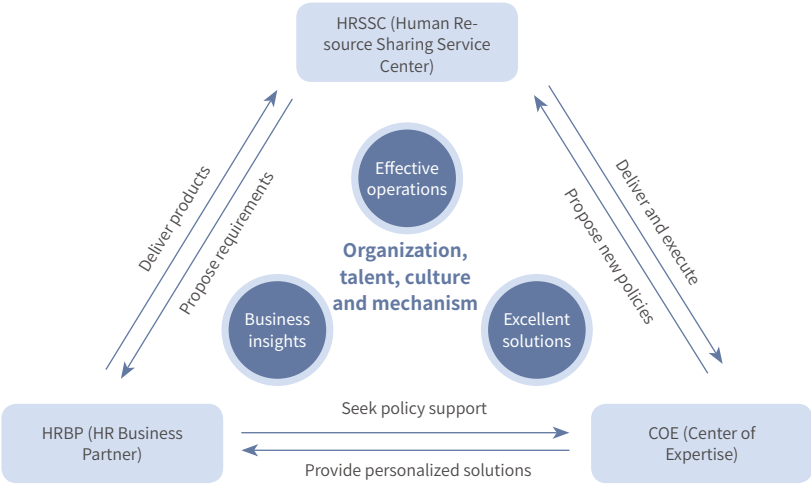 HRSSC (Human Re-
source Sharing Service
Center)
Effective
operations
Deliver products
Propose requirements
Deliver and execute
Propose new policies
Organization,
talent, culture
and mechanism
Business
insights
Excellent
solutions
Seek policy support
HRBP (HR Business
Partner)
COE (Center of
Expertise)
Provide personalized solutions